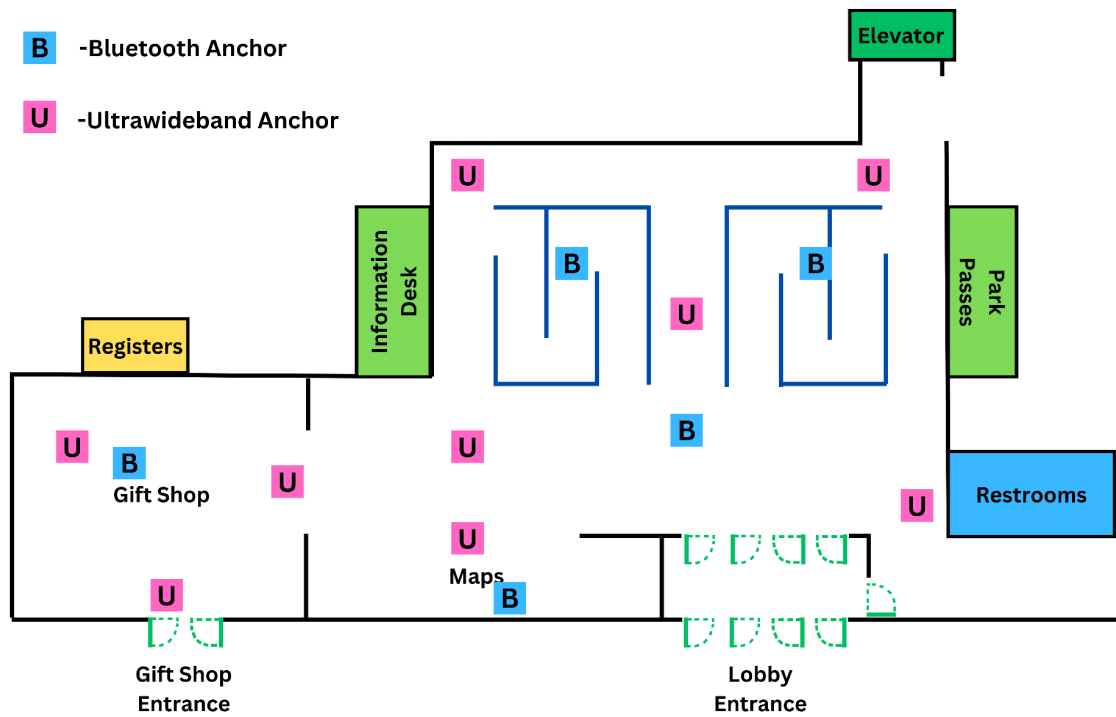 B -Bluetooth Anchor
U -Ultrawideband Anchor
Elevator
U
U
Information
Desk
B
B
Park
Passes
U
Registers
B
U
B
Gift Shop
U
U
U
Restrooms
U
Maps
B
U
Gift Shop
Entrance
Lobby
Entrance